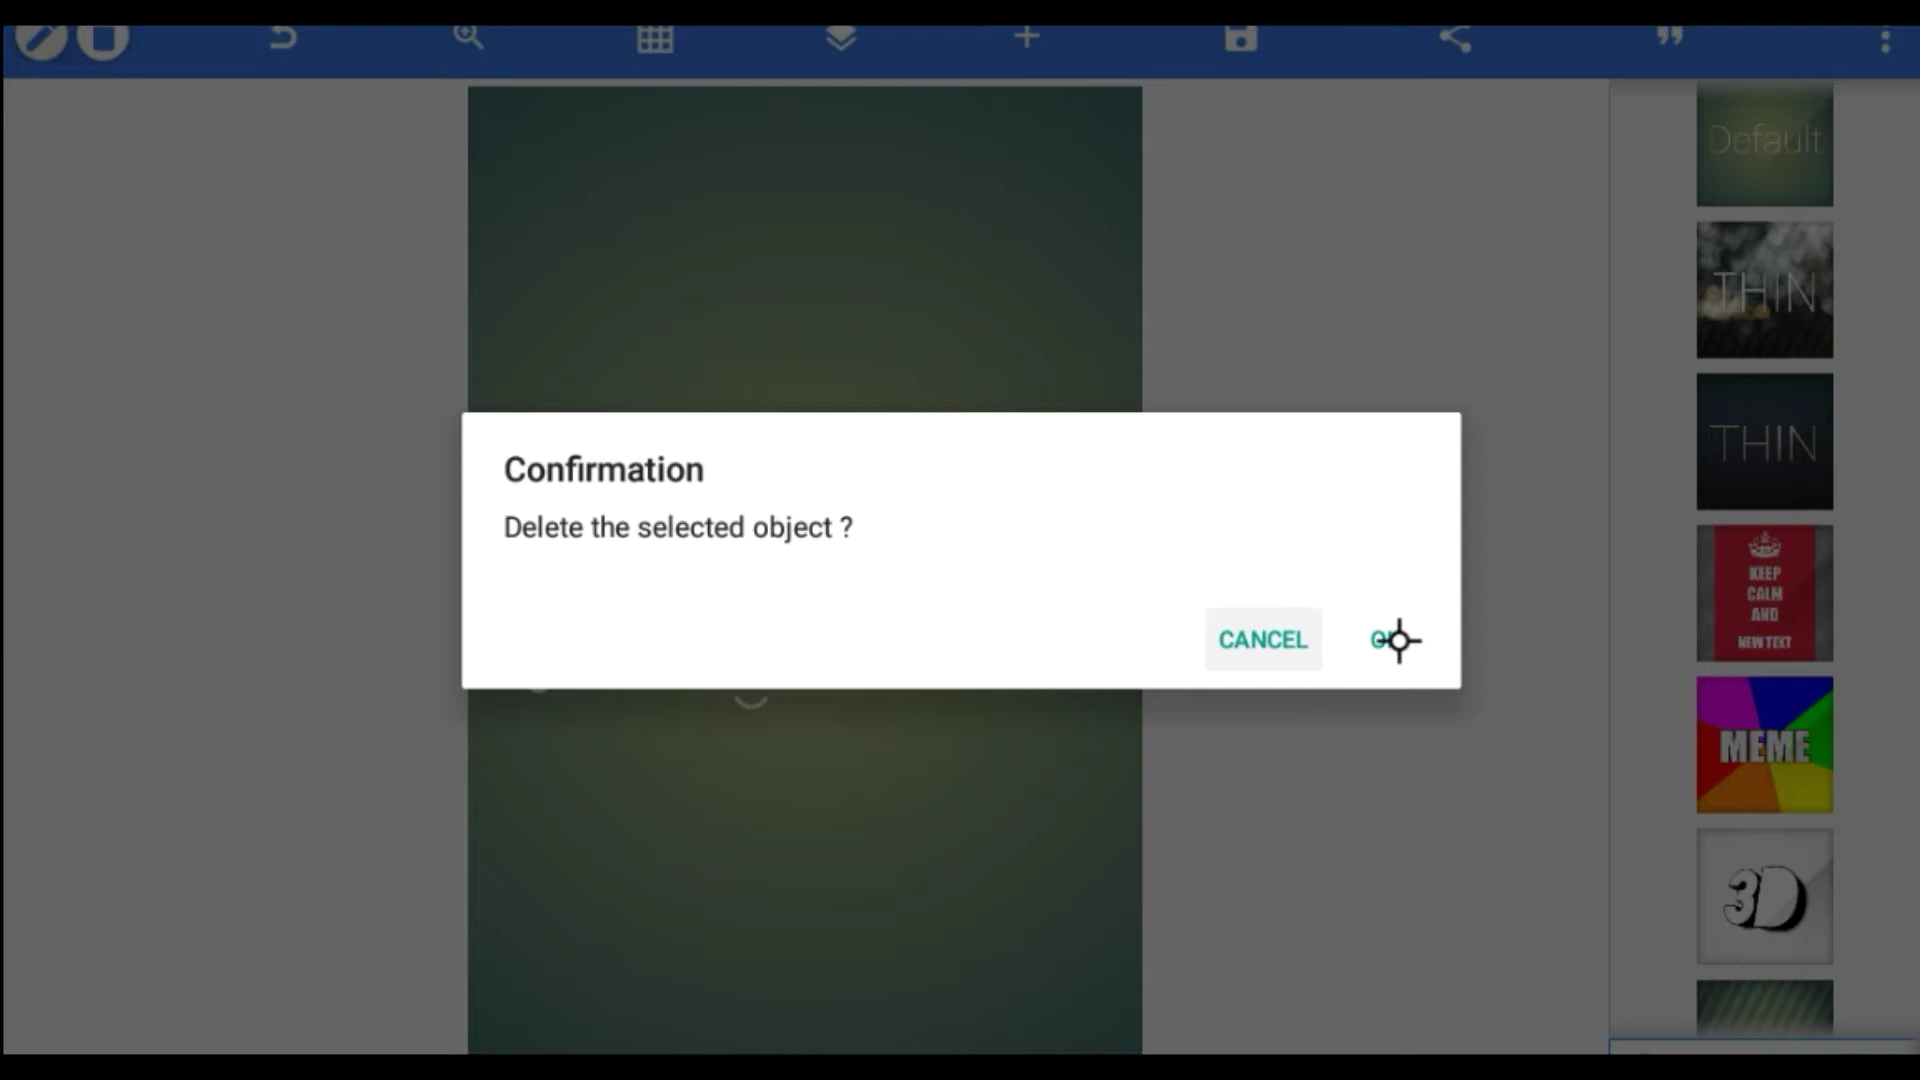 Default
THIN
THIN
Confirmation
Delete the selected object ?
CANCEL
KEEP
CALM
AND
NEW TEXT
MEME
3D